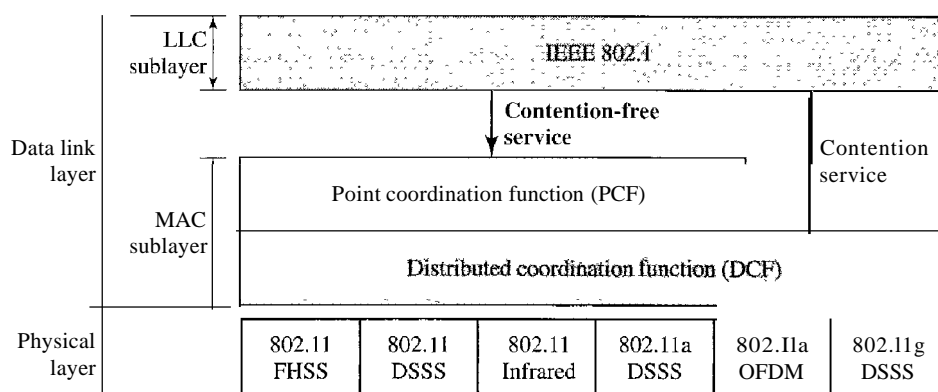 LLC
sublayer
IEEE 802.1
Contention-free
service
Data link
layer
Contention
service
Point coordination function (PCF)
MAC
sublayer
Distributed coordination function (DCF)
Physical
layer
802.11
FHSS
802.11
DSSS
802.11
Infrared
802.11a
DSSS
802.11a
OFDM
802.11g
DSSS